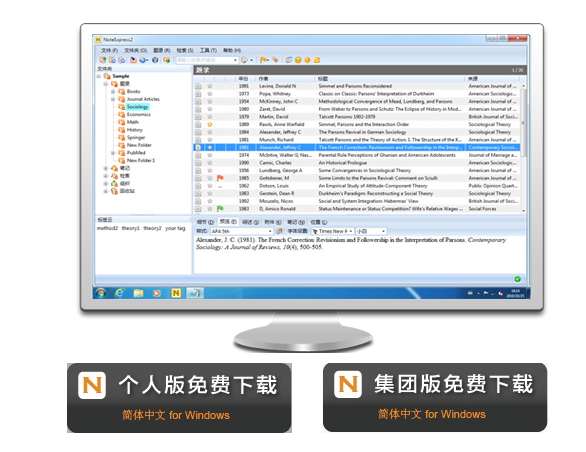 NoteExpress2
文件 (F) 文件夹 (O) 题录 (R) 检索 (S) 工具 (T) 帮助 (H)
文件夹
题录
1 / 30
Sample
题录
Books
Journal Articles
Sociology
Economics
Math
History
Springer
New Folder
PubMed
New Folder1
笔记
检索
组织
回收站
年份 作者 标题 来源
1991 Levine, Donald N Simmel and Parsons Reconsidered American Journal of ...
1973 Pope, Whitney Classic on Classic: Parsons' Interpretation of Durkheim American Sociologic...
1954 McKinney, John C Methodological Convergence of Mead, Lundberg, and Parsons American Journal of ...
1980 Zaret, David From Weber to Parsons and Schutz: The Eclipse of History in Mod... American Journal of ...
1979 Martin, David Talcott Parsons 1902-1979 British Journal of Soci...
1989 Rawls, Anne Warfield Simmel, Parsons and the Interaction Order Sociological Theory
1984 Alexander, Jeffrey C The Parsons Revival in German Sociology Sociological Theory
1981 Munch, Richard Talcott Parsons and the Theory of Action. I. The Structure of the K... American Journal of ...
1981 Alexander, Jeffrey C The French Correction: Revisionism and Followership in the Interp... Contemporary Sociol...
1974 McIntire, Walter G; Nas... Parental Role Perceptions of Ghanian and American Adolescents Journal of Marriage a...
1990 Camic, Charles An Historical Prologue American Sociologic...
1956 Lundberg, George A Some Convergences in Sociological Theory American Journal of ...
1985 Gottdiener, M Some Limits to the Parsons Revival: Comment on Sciulli American Journal of ...
1962 Dotson, Louis An Empirical Study of Attitude-Component Theory Public Opinion Quart...
1983 Gerstein, Dean R. Durkheim's Paradigm: Reconstructing a Social Theory Sociological Theory
1992 Mouzelis, Nicos Social and System Integration: Habermas' View British Journal of Soci...
1983 D, Amico Ronald Status Maintenance or Status Competition? Wife's Relative Wages ... Social Forces
标签云
method2 theory1 theory2 your tag
细节 (D) 预览 (P) 综述 (S) 附件 (K) 笔记 (N) 位置 (L)
样式: APA 5th 字体设置: Times New R 小四
Alexander, J. C. (1981). The French Correction: Revisionism and Followership in the Interpretation of Parsons. Contemporary
Sociology: A Journal of Reviews, 10(4), 500-505.
个人版免费下载
简体中文 for Windows
集团版免费下载
简体中文 for Windows